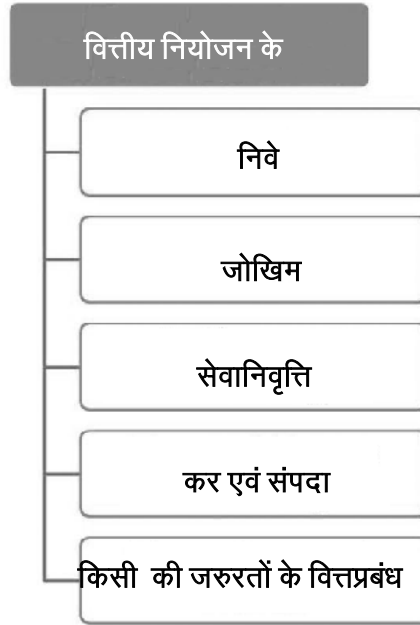 वित्तीय नियोजन के
निवे
जोखिम
सेवानिवृत्ति
कर एवं संपदा
किसी की जरुरतों के वित्तप्रबंध